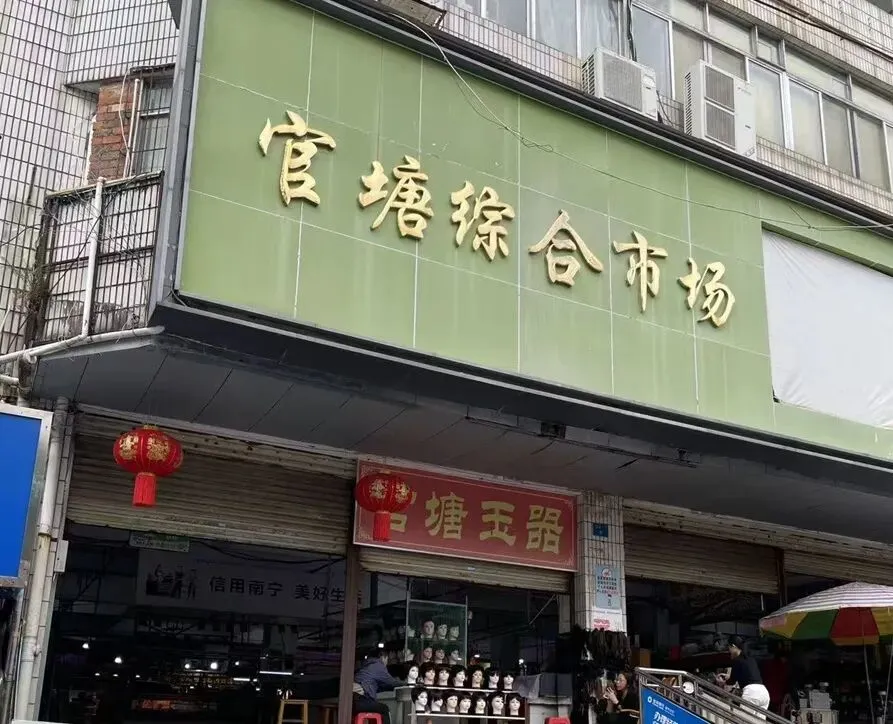 官塘综合市场
塘玉器
信用南宁 美好生